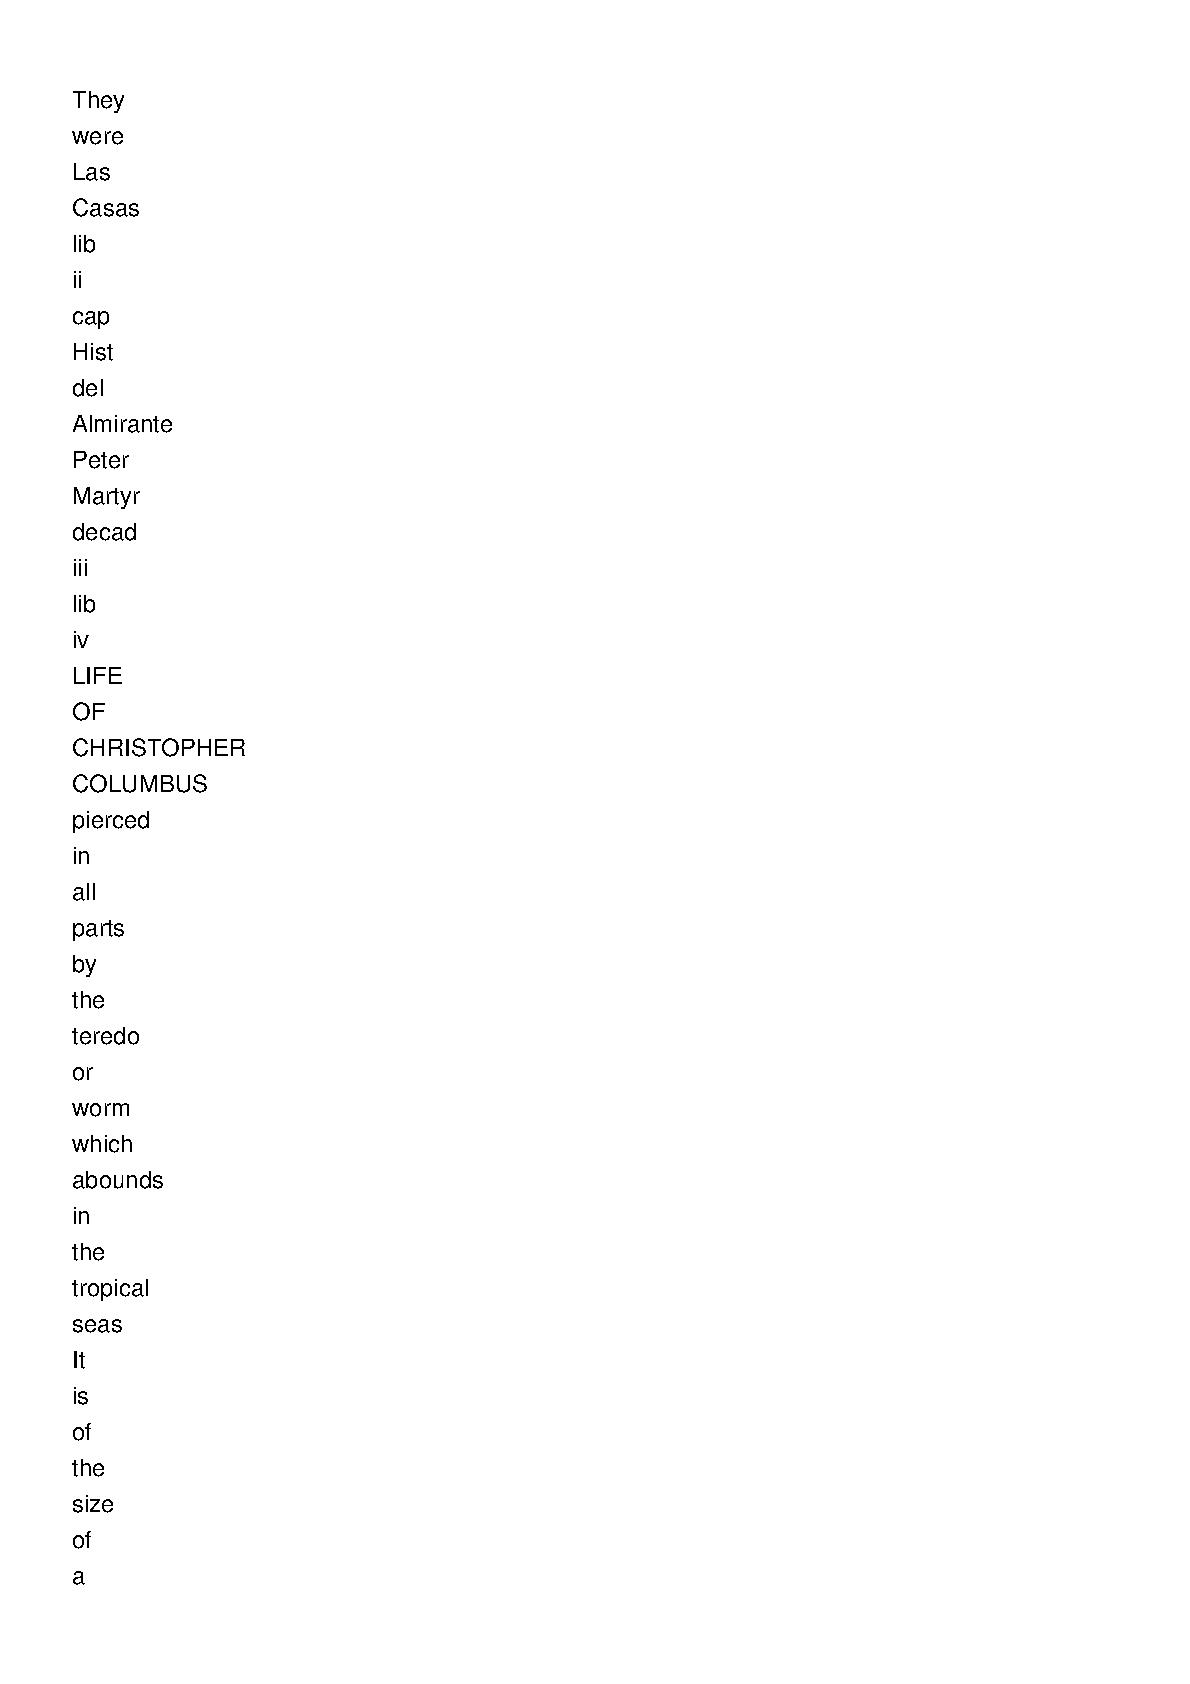 They
were
Las
Casas
lib
ii
cap
Hist
del
Almirante
Peter
Martyr
decad
iii
lib
iv
LIFE
OF
CHRISTOPHER
COLUMBUS
pierced
in
all
parts
by
the
teredo
or
worm
which
abounds
in
the
tropical
seas
It
is
of
the
size
of
a